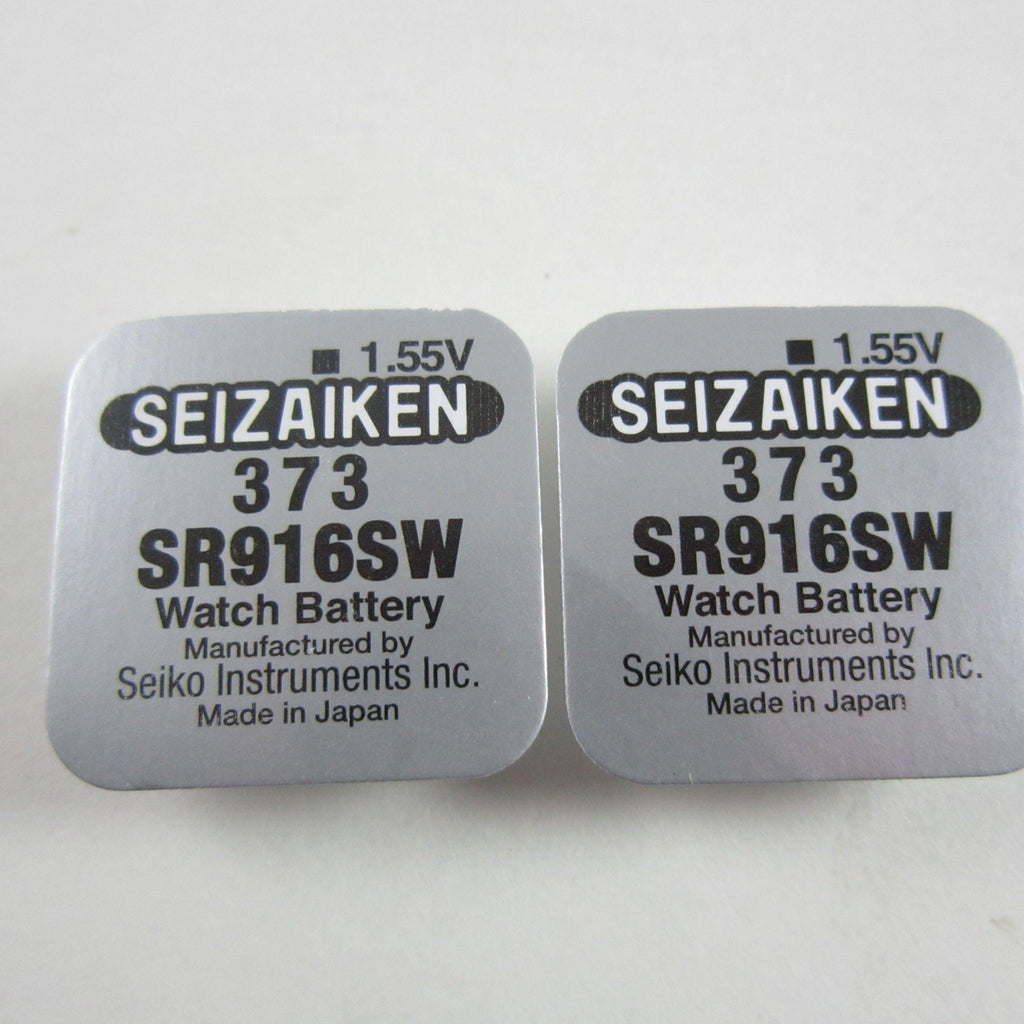 ■ 1.55V
SEIZAIKEN
373
SR916SW
Watch Battery
Manufactured by
Seiko Instruments Inc.
Made in Japan
■ 1.55V
SEIZAIKEN
373
SR916SW
Watch Battery
Manufactured by
Seiko Instruments Inc.
Made in Japan